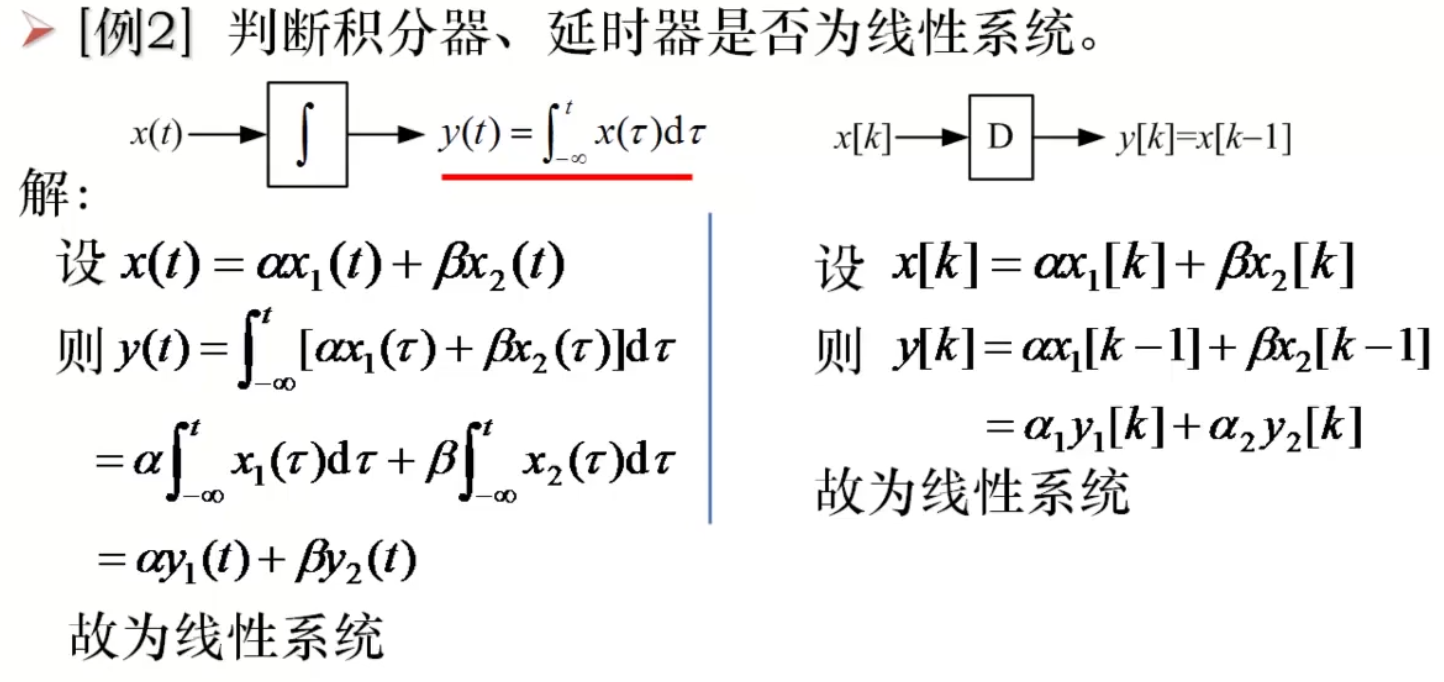 [例2] 判断积分器、延时器是否为线性系统。
x(t) ∫ y(t) = ∫_{-∞}^{t} x(τ)dτ
x[k] D y[k]=x[k–1]
解：
设 x(t) = αx₁(t) + βx₂(t)
则 y(t) = ∫_{-∞}^{t} [αx₁(τ) + βx₂(τ)]dτ
= α∫_{-∞}^{t} x₁(τ)dτ + β∫_{-∞}^{t} x₂(τ)dτ
= αy₁(t) + βy₂(t)
故为线性系统
设 x[k] = αx₁[k] + βx₂[k]
则 y[k] = αx₁[k – 1] + βx₂[k – 1]
= α₁y₁[k] + α₂y₂[k]
故为线性系统